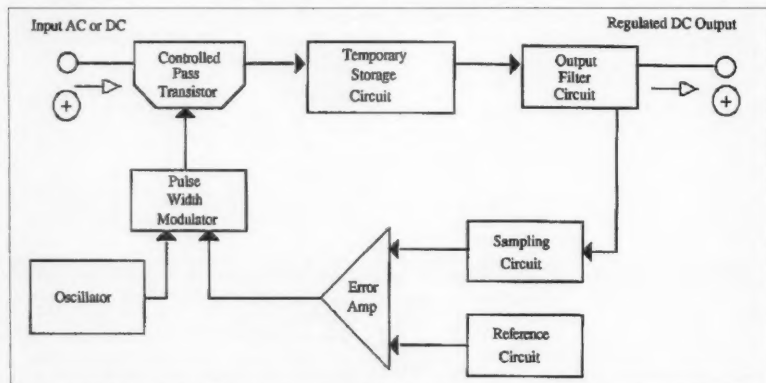 Input AC or DC
Regulated DC Output
Controlled
Pass
Transistor
Temporary
Storage
Circuit
Output
Filter
Circuit
+
+
Pulse
Width
Modulator
Oscillator
Error
Amp
Sampling
Circuit
Reference
Circuit